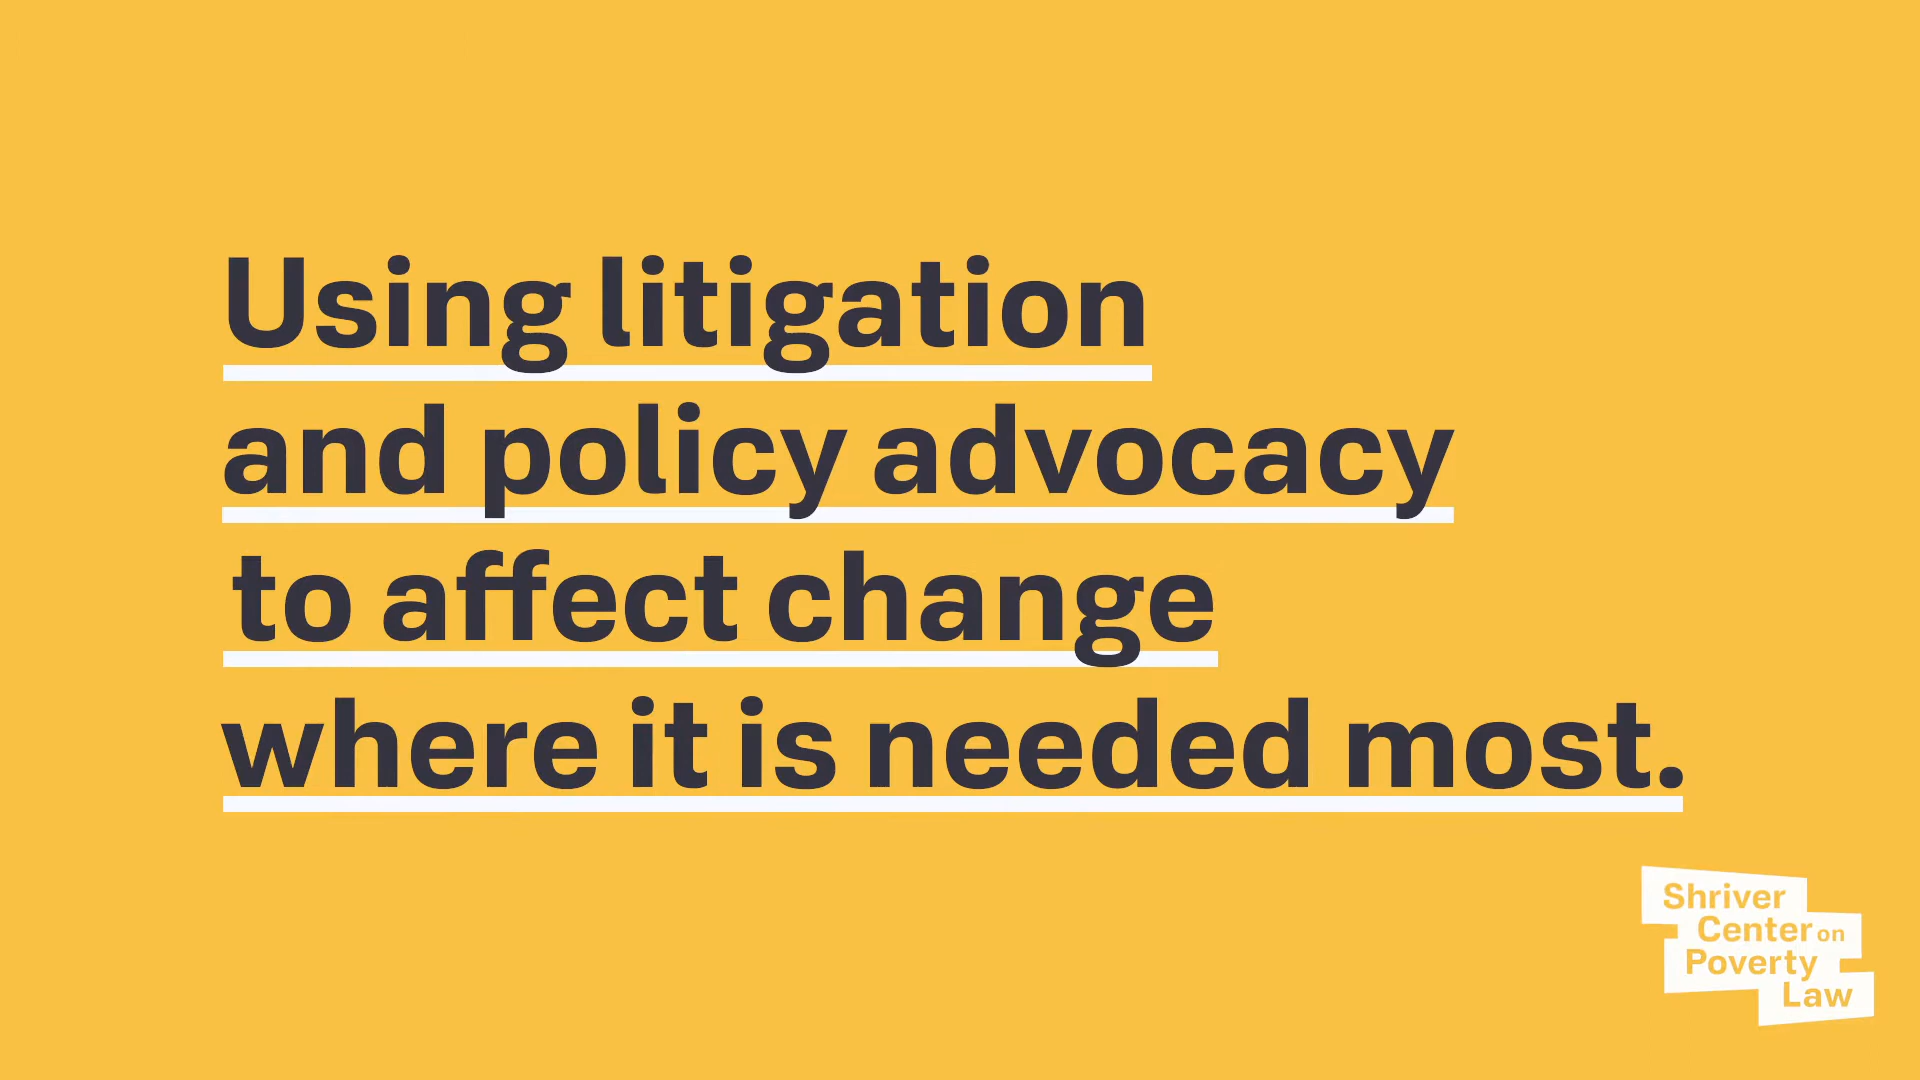 Using litigation
and policy advocacy
to affect change
where it is needed most.
Shriver
Center on
Poverty
Law